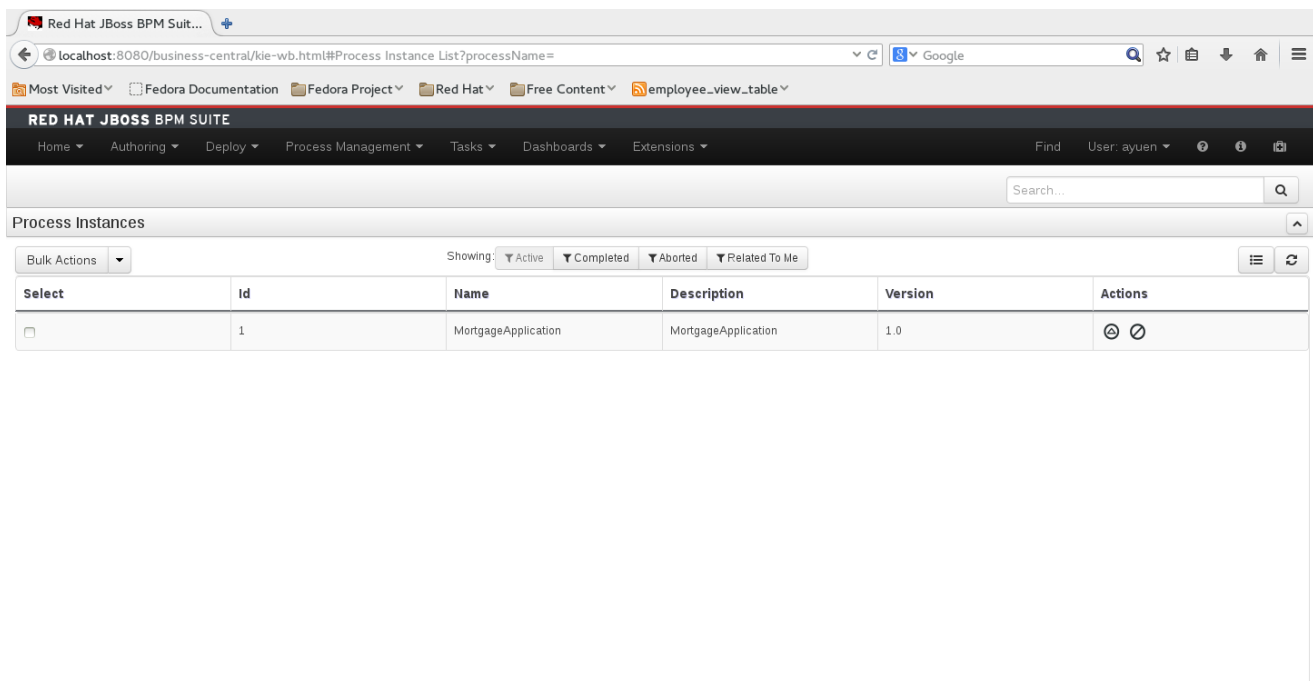 Red Hat JBoss BPM Suit...
localhost:8080/business-central/kie-wb.html#Process Instance List?processName=
Google
Most Visited Fedora Documentation Fedora Project Red Hat Free Content employee_view_table
RED HAT JBOSS BPM SUITE
Home Authoring Deploy Process Management Tasks Dashboards Extensions Find User: ayuen
Search...
Process Instances
Bulk Actions Showing: Active Completed Aborted Related To Me
Select Id Name Description Version Actions
1 MortgageApplication MortgageApplication 1.0